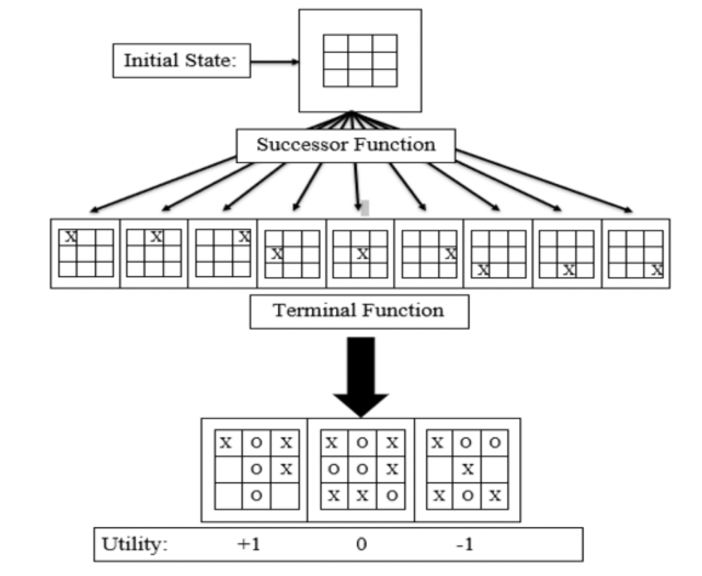 Initial State:
Successor Function
X X X X X X X X X
Terminal Function
X O X X O X X O O
O X O O X X
O X X O X O X
Utility: +1 0 -1